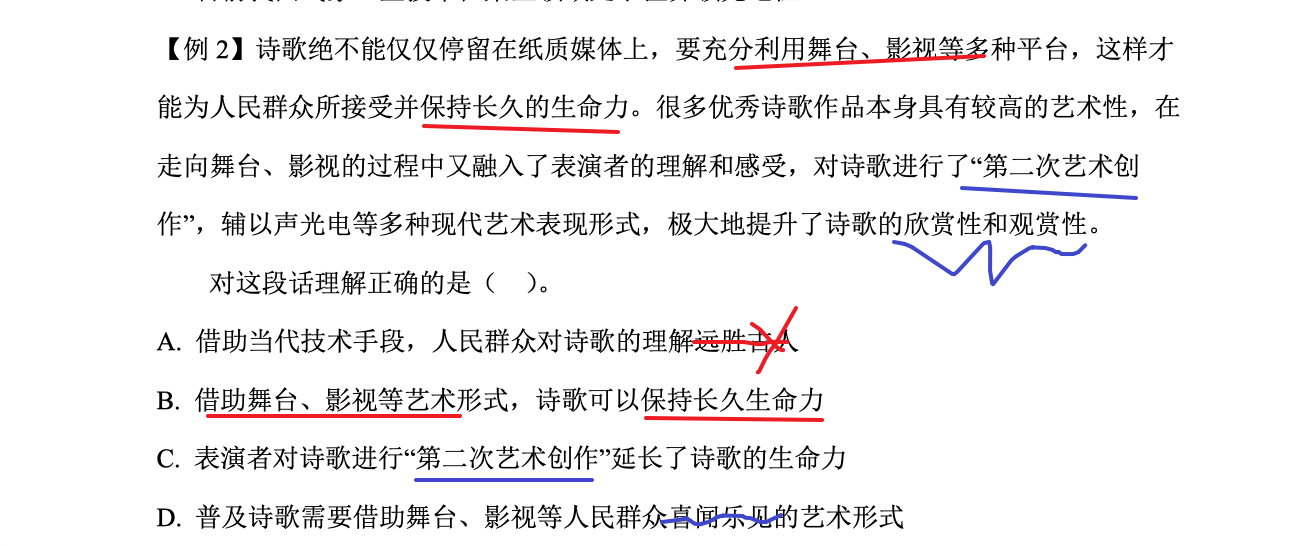 【例 2】诗歌绝不能仅仅停留在纸质媒体上，要充分利用舞台、影视等多种平台，这样才
能为人民群众所接受并保持长久的生命力。很多优秀诗歌作品本身具有较高的艺术性，在
走向舞台、影视的过程中又融入了表演者的理解和感受，对诗歌进行了“第二次艺术创
作”，辅以声光电等多种现代艺术表现形式，极大地提升了诗歌的欣赏性和观赏性。
对这段话理解正确的是（ ）。
A. 借助当代技术手段，人民群众对诗歌的理解远胜古人
B. 借助舞台、影视等艺术形式，诗歌可以保持长久生命力
C. 表演者对诗歌进行“第二次艺术创作”延长了诗歌的生命力
D. 普及诗歌需要借助舞台、影视等人民群众喜闻乐见的艺术形式